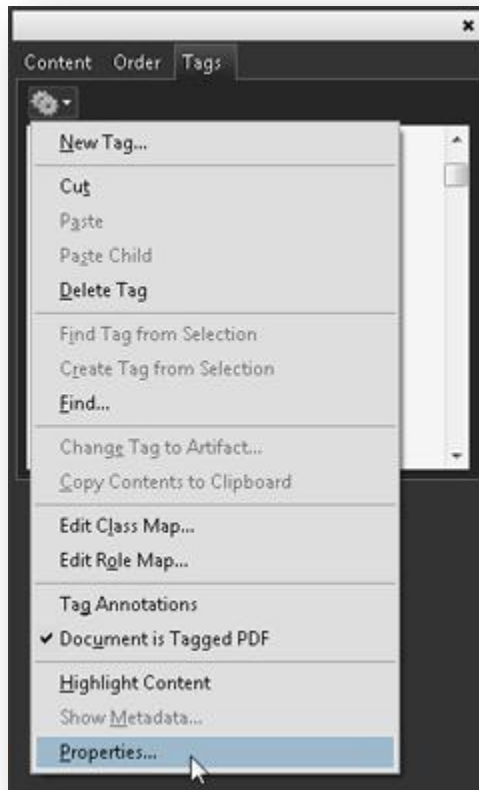 Content Order Tags
New Tag...
Cut
Paste
Paste Child
Delete Tag
Find Tag from Selection
Create Tag from Selection
Find...
Change Tag to Artifact...
Copy Contents to Clipboard
Edit Class Map...
Edit Role Map...
Tag Annotations
Document is Tagged PDF
Highlight Content
Show Metadata...
Properties...